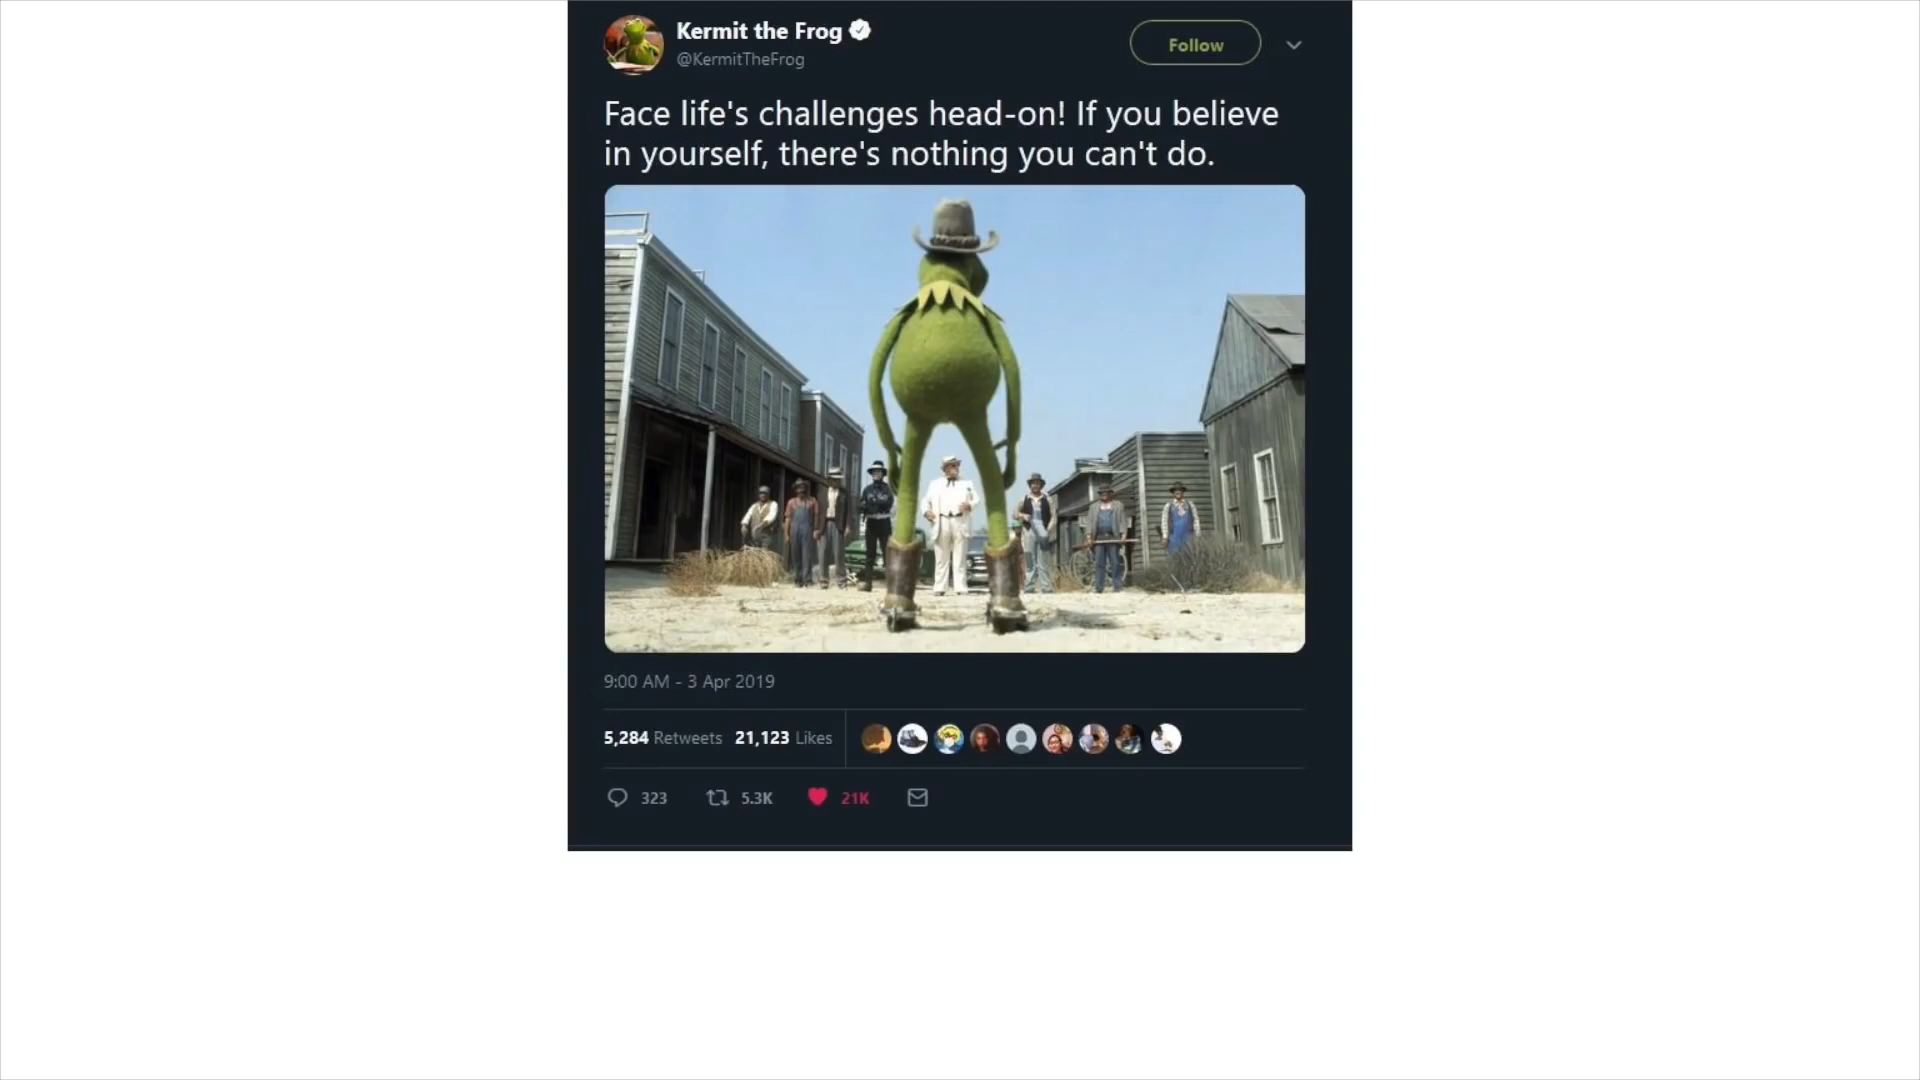 Kermit the Frog
@KermitTheFrog
Follow
Face life's challenges head-on! If you believe
in yourself, there's nothing you can't do.
9:00 AM - 3 Apr 2019
5,284 Retweets 21,123 Likes
323 5.3K 21K